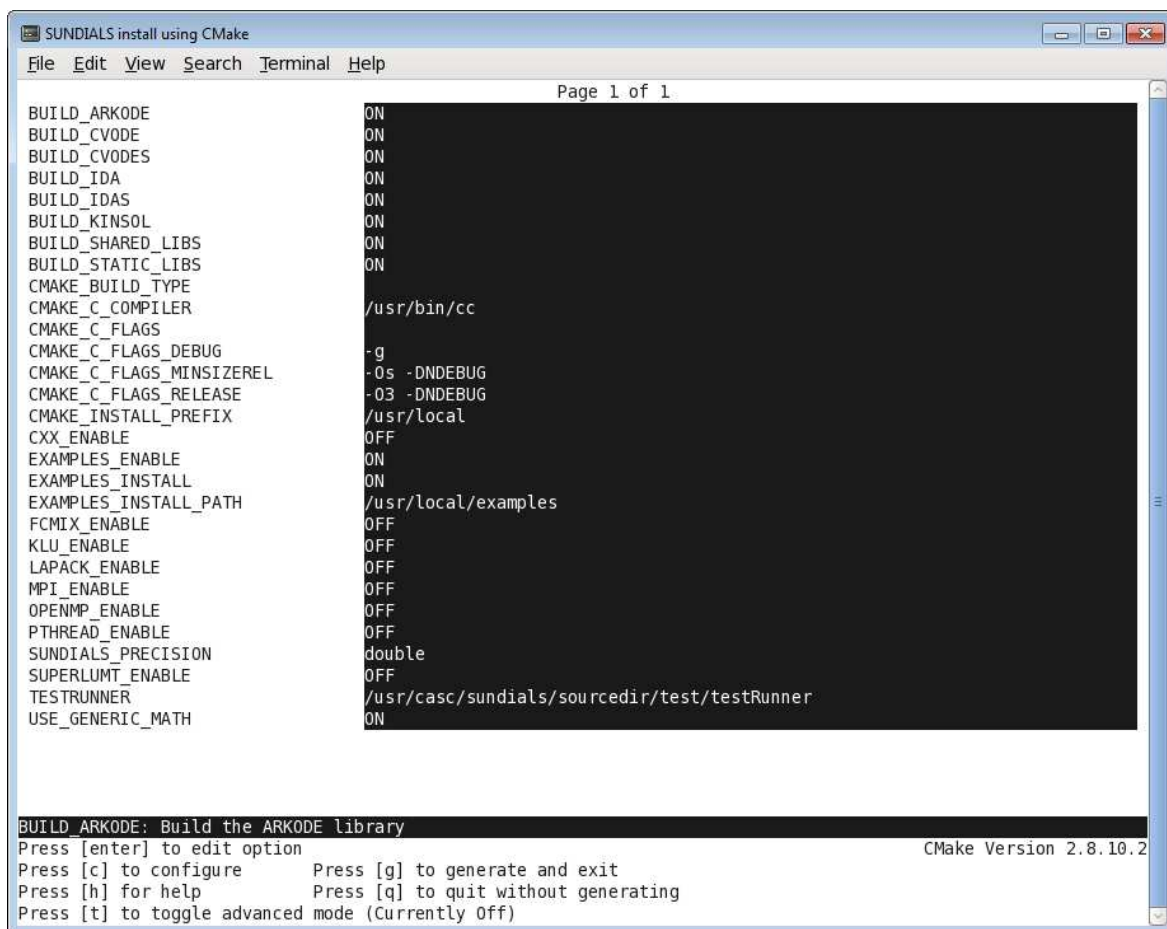 SUNDIALS install using CMake
File Edit View Search Terminal Help
Page 1 of 1
BUILD_ARKODE ON
BUILD_CVODE ON
BUILD_CVODES ON
BUILD_IDA ON
BUILD_IDAS ON
BUILD_KINSOL ON
BUILD_SHARED_LIBS ON
BUILD_STATIC_LIBS ON
CMAKE_BUILD_TYPE
CMAKE_C_COMPILER /usr/bin/cc
CMAKE_C_FLAGS
CMAKE_C_FLAGS_DEBUG -g
CMAKE_C_FLAGS_MINSIZEREL -Os -DNDEBUG
CMAKE_C_FLAGS_RELEASE -O3 -DNDEBUG
CMAKE_INSTALL_PREFIX /usr/local
CXX_ENABLE OFF
EXAMPLES_ENABLE ON
EXAMPLES_INSTALL ON
EXAMPLES_INSTALL_PATH /usr/local/examples
FCMIX_ENABLE OFF
KLU_ENABLE OFF
LAPACK_ENABLE OFF
MPI_ENABLE OFF
OPENMP_ENABLE OFF
PTHREAD_ENABLE OFF
SUNDIALS_PRECISION double
SUPERLUMT_ENABLE OFF
TESTRUNNER /usr/casc/sundials/sourcedir/test/testRunner
USE_GENERIC_MATH ON
BUILD_ARKODE: Build the ARKODE library
Press [enter] to edit option CMake Version 2.8.10.2
Press [c] to configure Press [g] to generate and exit
Press [h] for help Press [q] to quit without generating
Press [t] to toggle advanced mode (Currently Off)